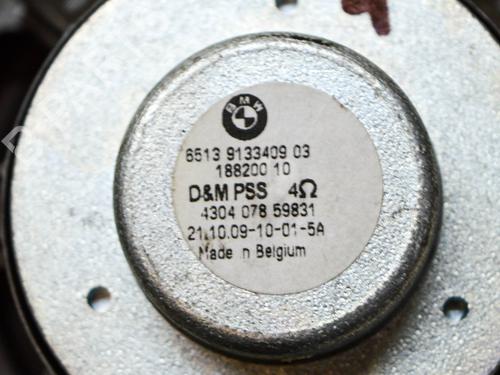 BMW
6513 9133409 03
188200 10
D&M PSS 4Ω
4304 078 59831
21.10.09-10-01-5A
Made in Belgium